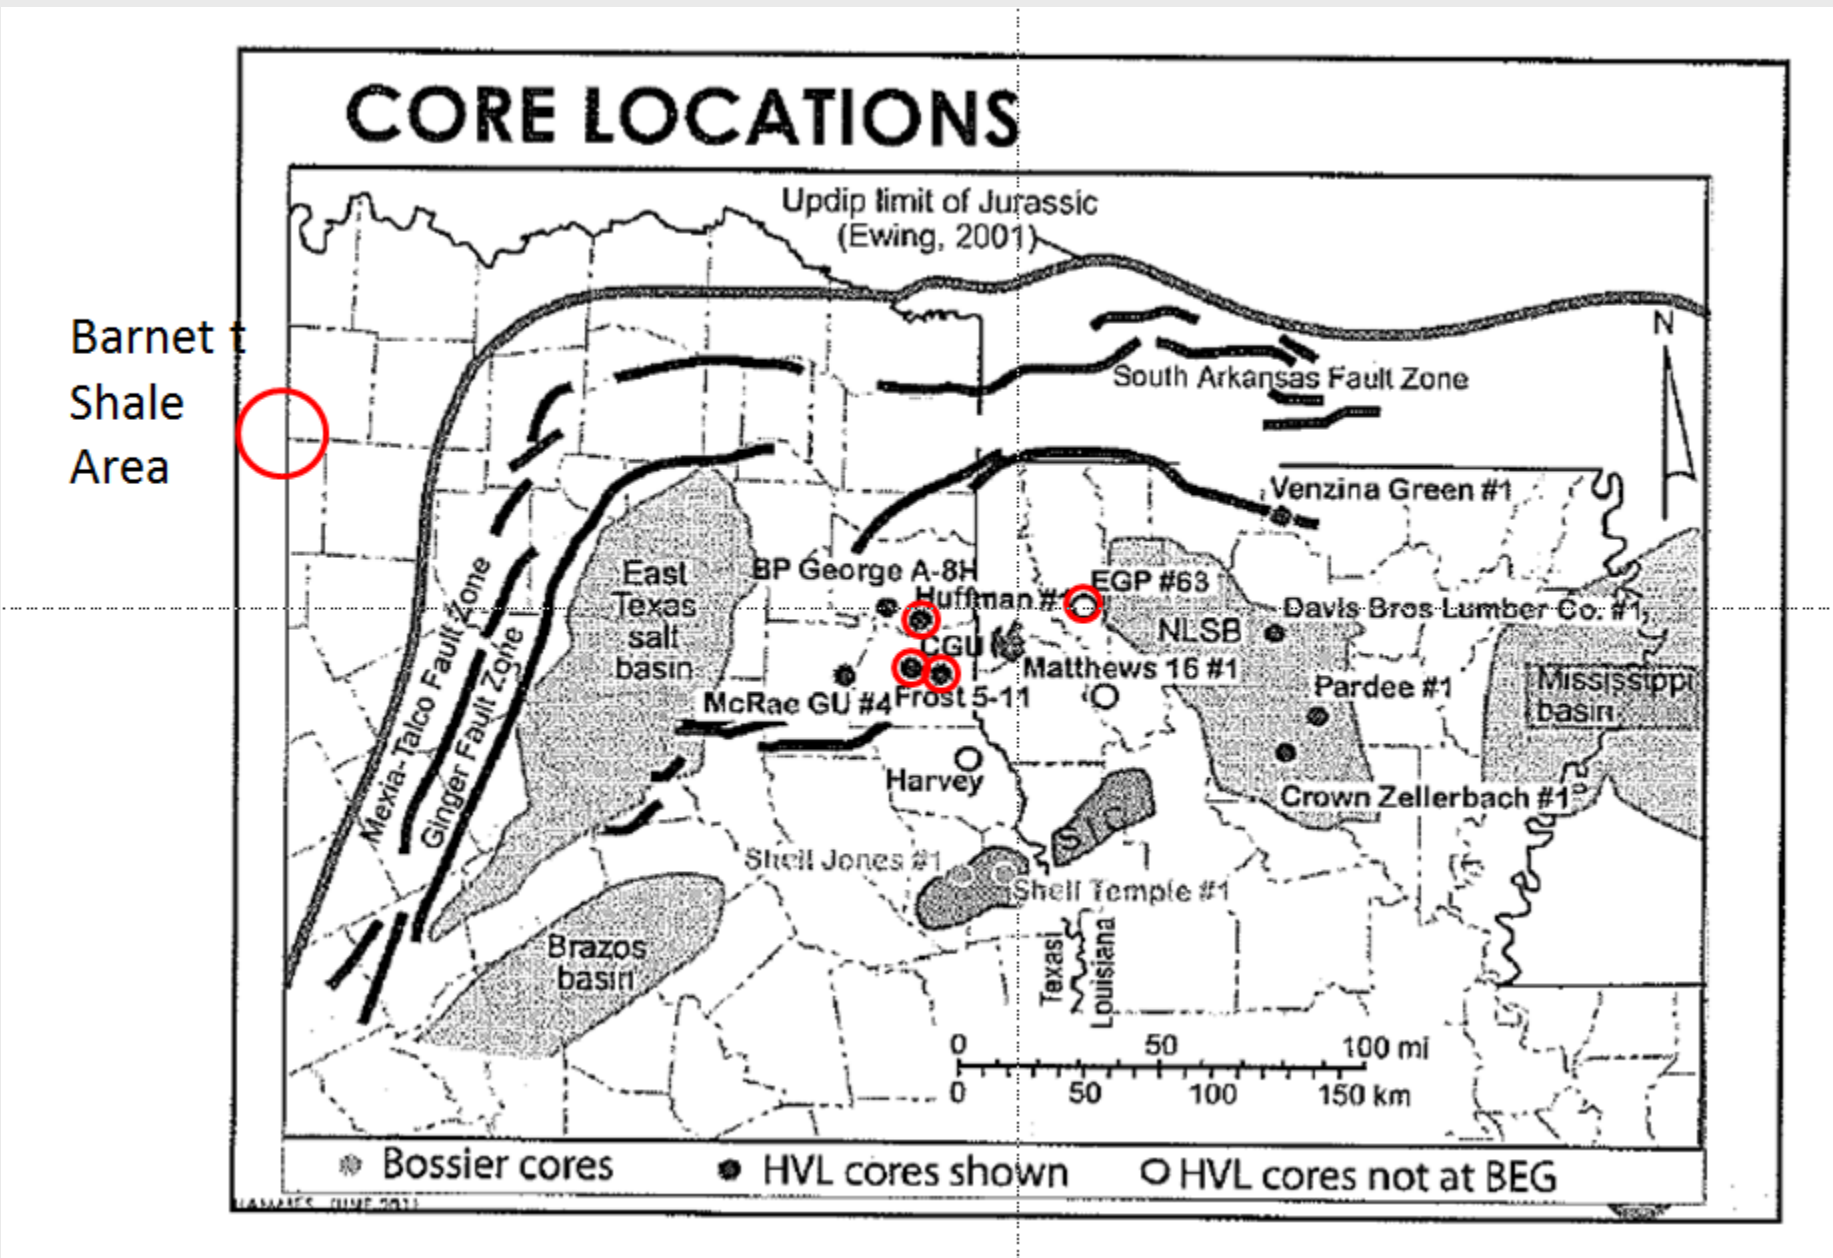 CORE LOCATIONS
Updip limit of Jurassic
(Ewing, 2001)
Barnet t
Shale
Area
N
South Arkansas Fault Zone
Venzina Green #1
BP George A-8H
East
Texas
salt
basin
Huffman #1
EGP #63
Davis Bros Lumber Co. #1
NLSB
CGU
Matthews 16 #1
Mexia-Talco Fault Zone
Ginger Fault Zone
McRae GU #4
Frost 5-11
Pardee #1
Mississippi
basin
Harvey
Crown Zellerbach #1
Shell Jones #1
Shell Temple #1
Brazos
basin
Texas
Louisiana
0 50 100 mi
0 50 100 150 km
Bossier cores
HVL cores shown
HVL cores not at BEG